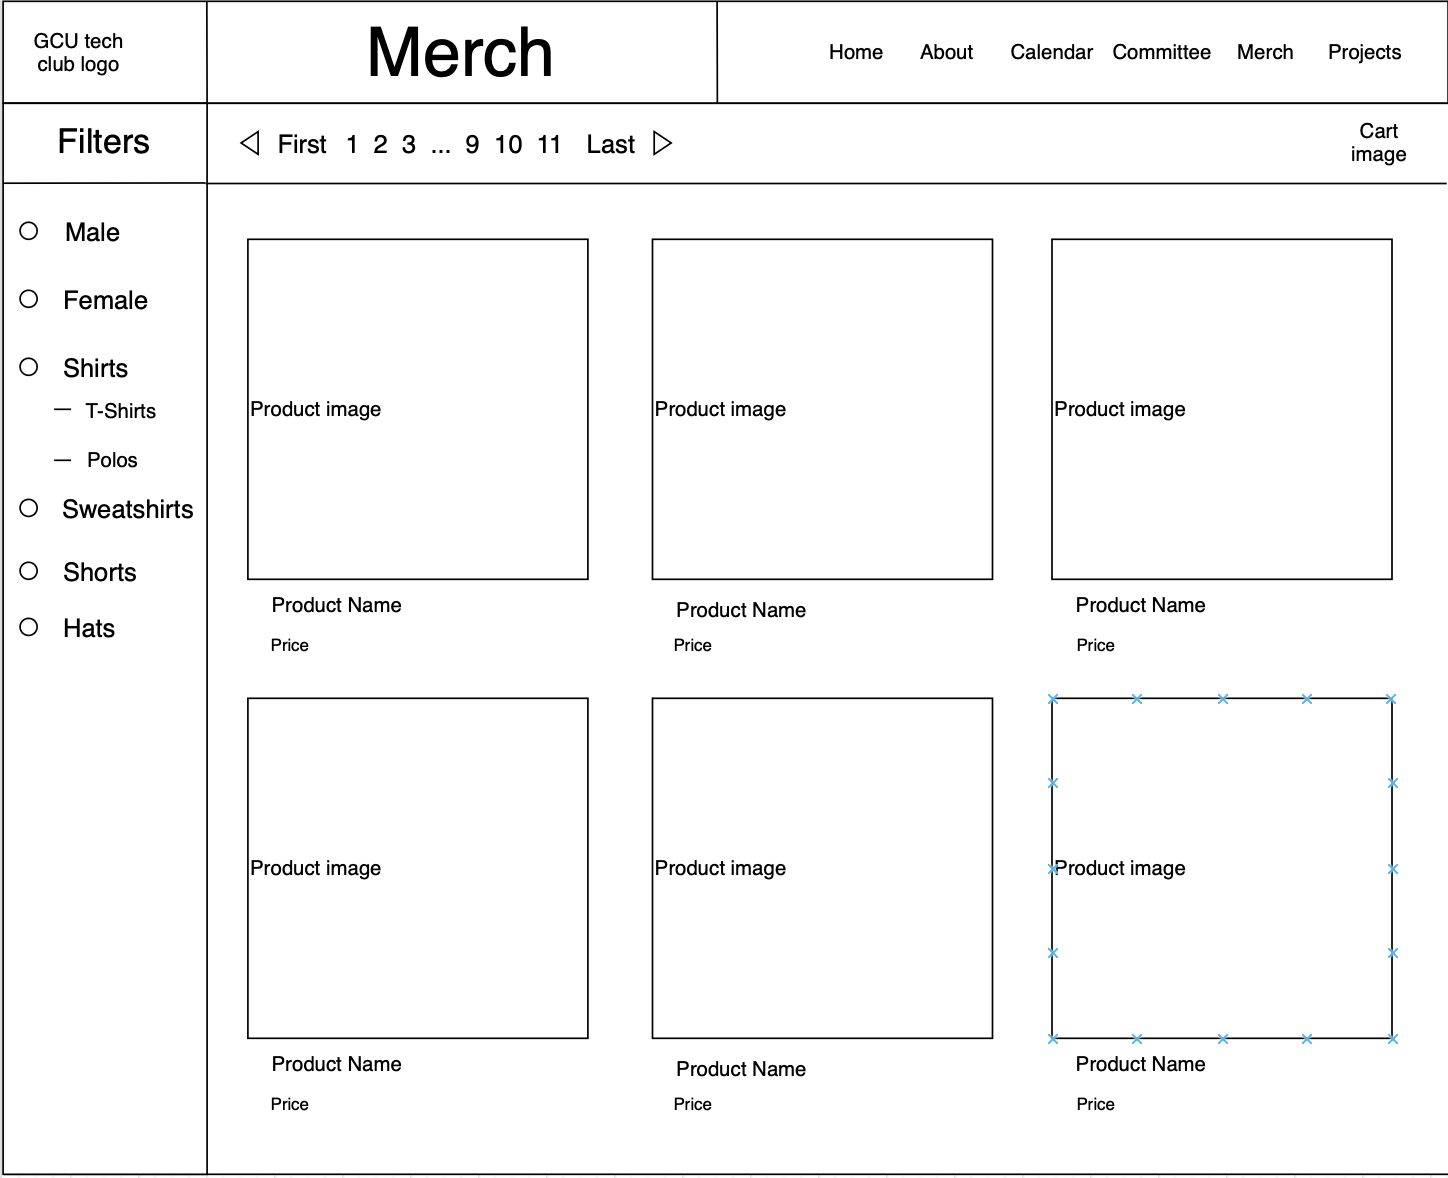 GCU tech
club logo
Merch
Home About Calendar Committee Merch Projects
Filters
First 1 2 3 ... 9 10 11 Last
Cart
image
Male
Female
Shirts
— T-Shirts
— Polos
Sweatshirts
Shorts
Hats
Product image Product image Product image
Product Name Product Name Product Name
Price Price Price
Product image Product image Product image
Product Name Product Name Product Name
Price Price Price